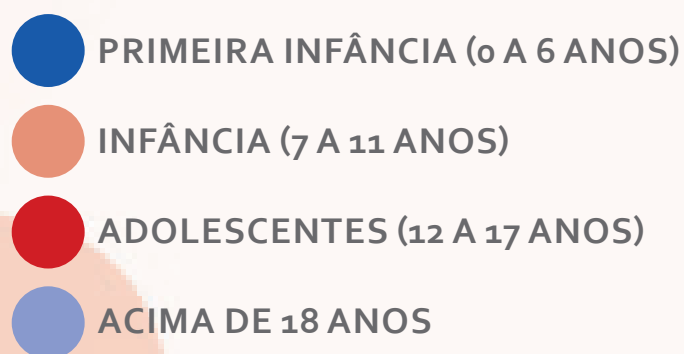 PRIMEIRA INFÂNCIA (0 A 6 ANOS)
INFÂNCIA (7 A 11 ANOS)
ADOLESCENTES (12 A 17 ANOS)
ACIMA DE 18 ANOS